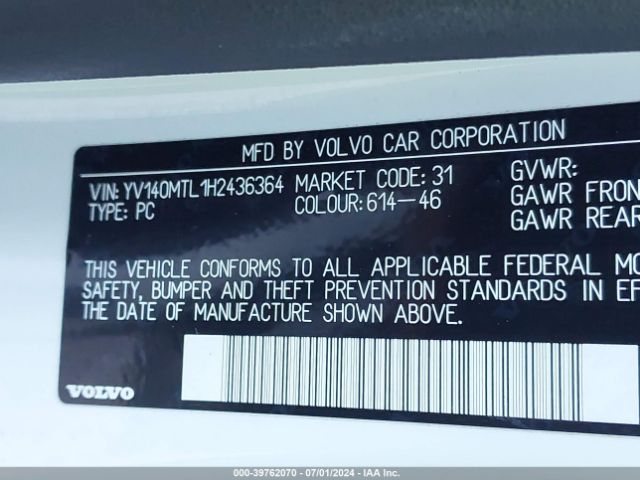 MFD BY VOLVO CAR CORPORATION
VIN: YV140MTL1H2436364 MARKET CODE: 31 GVWR:
TYPE: PC COLOUR: 614-46 GAWR FRON
GAWR REAR
THIS VEHICLE CONFORMS TO ALL APPLICABLE FEDERAL MO
SAFETY, BUMPER AND THEFT PREVENTION STANDARDS IN EF
THE DATE OF MANUFACTURE SHOWN ABOVE.
VOLVO
000-39762070 - 07/01/2024 - IAA Inc.